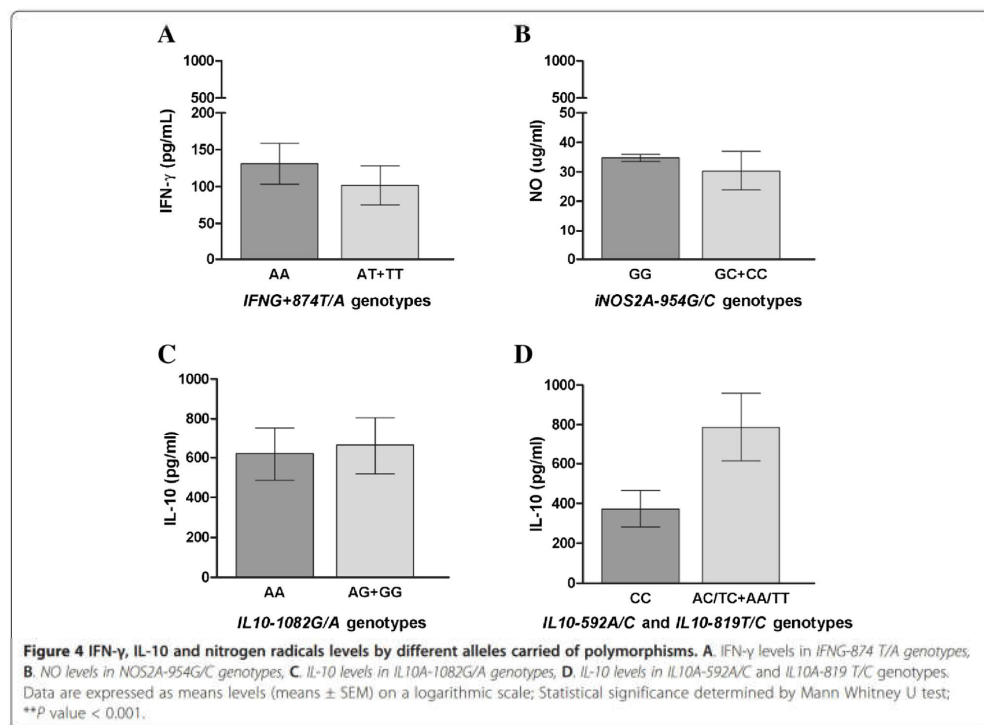 A
1000
500
200
150
100
50
0
IFN-γ (pg/mL)
AA AT+TT
IFNG+874T/A genotypes
B
1000
500
50
40
30
20
10
0
NO (ug/ml)
GG GC+CC
iNOS2A-954G/C genotypes
C
1000
800
600
400
200
0
IL-10 (pg/ml)
AA AG+GG
IL10-1082G/A genotypes
D
1000
800
600
400
200
0
IL-10 (pg/ml)
CC AC/TC+AA/TT
IL10-592A/C and IL10-819T/C genotypes
Figure 4 IFN-γ, IL-10 and nitrogen radicals levels by different alleles carried of polymorphisms. A. IFN-γ levels in IFNG-874 T/A genotypes,
B. NO levels in NOS2A-954G/C genotypes, C. IL-10 levels in IL10A-1082G/A genotypes, D. IL-10 levels in IL10A-592A/C and IL10A-819 T/C genotypes.
Data are expressed as means levels (means ± SEM) on a logarithmic scale; Statistical significance determined by Mann Whitney U test;
**P value < 0.001.